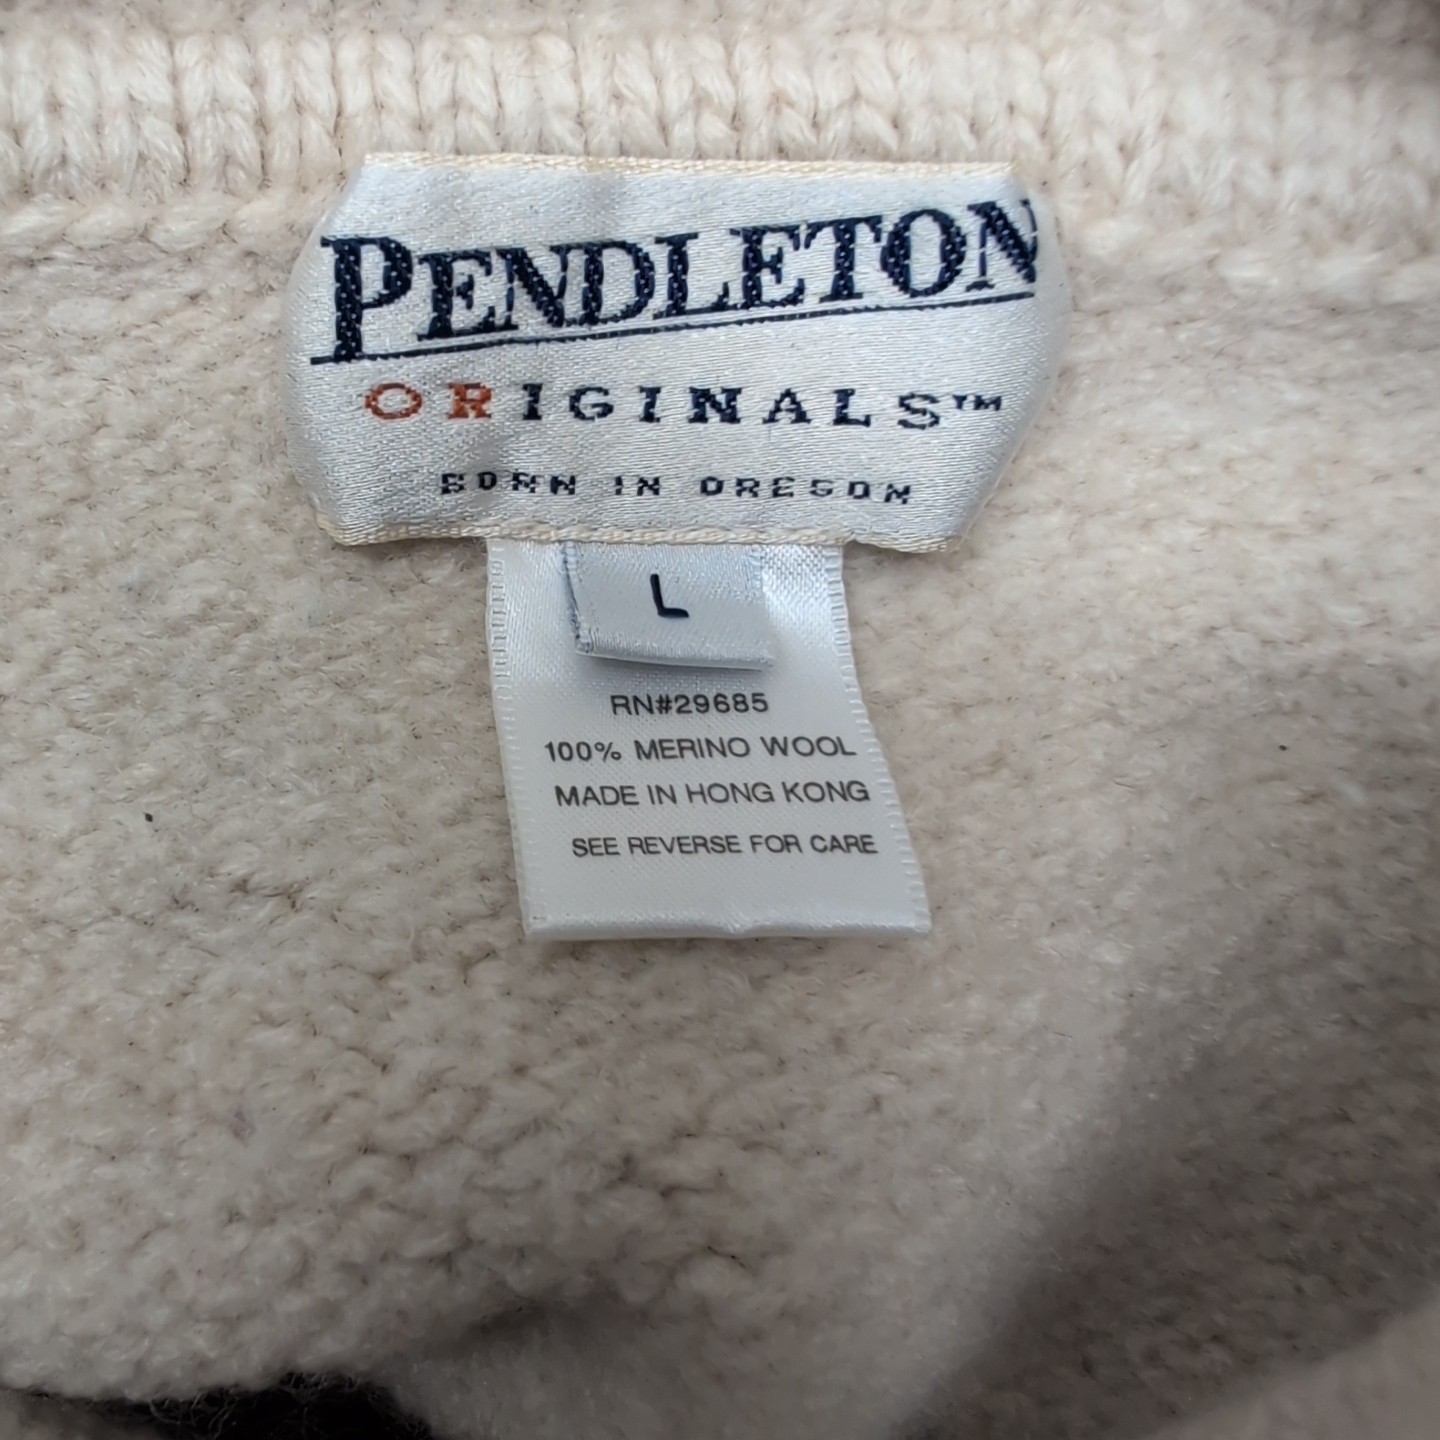 PENDLETON
ORIGINALS™
BORN IN OREGON
L
RN#29685
100% MERINO WOOL
MADE IN HONG KONG
SEE REVERSE FOR CARE